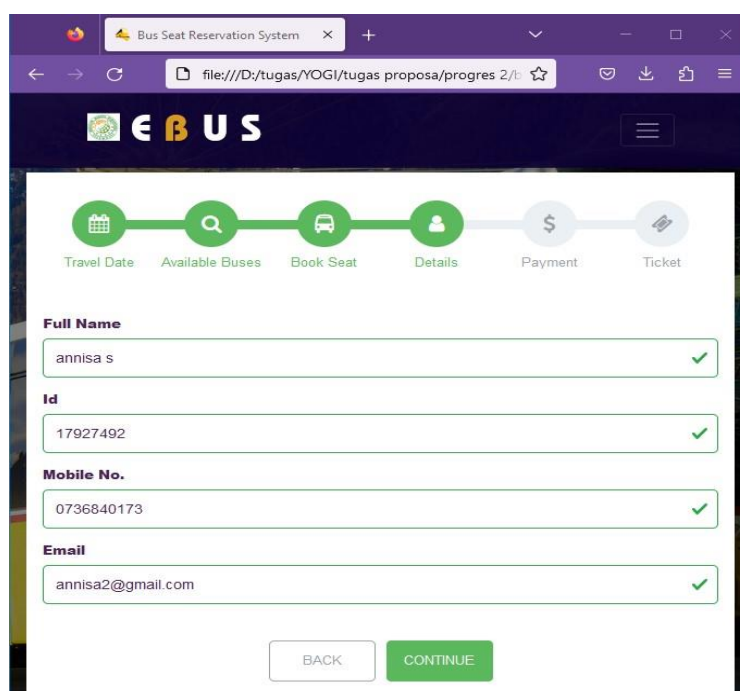 Bus Seat Reservation System
file:///D:/tugas/YOGI/tugas proposa/progres 2/b
E B U S
Travel Date Available Buses Book Seat Details Payment Ticket
Full Name
annisa s
Id
17927492
Mobile No.
0736840173
Email
annisa2@gmail.com
BACK CONTINUE